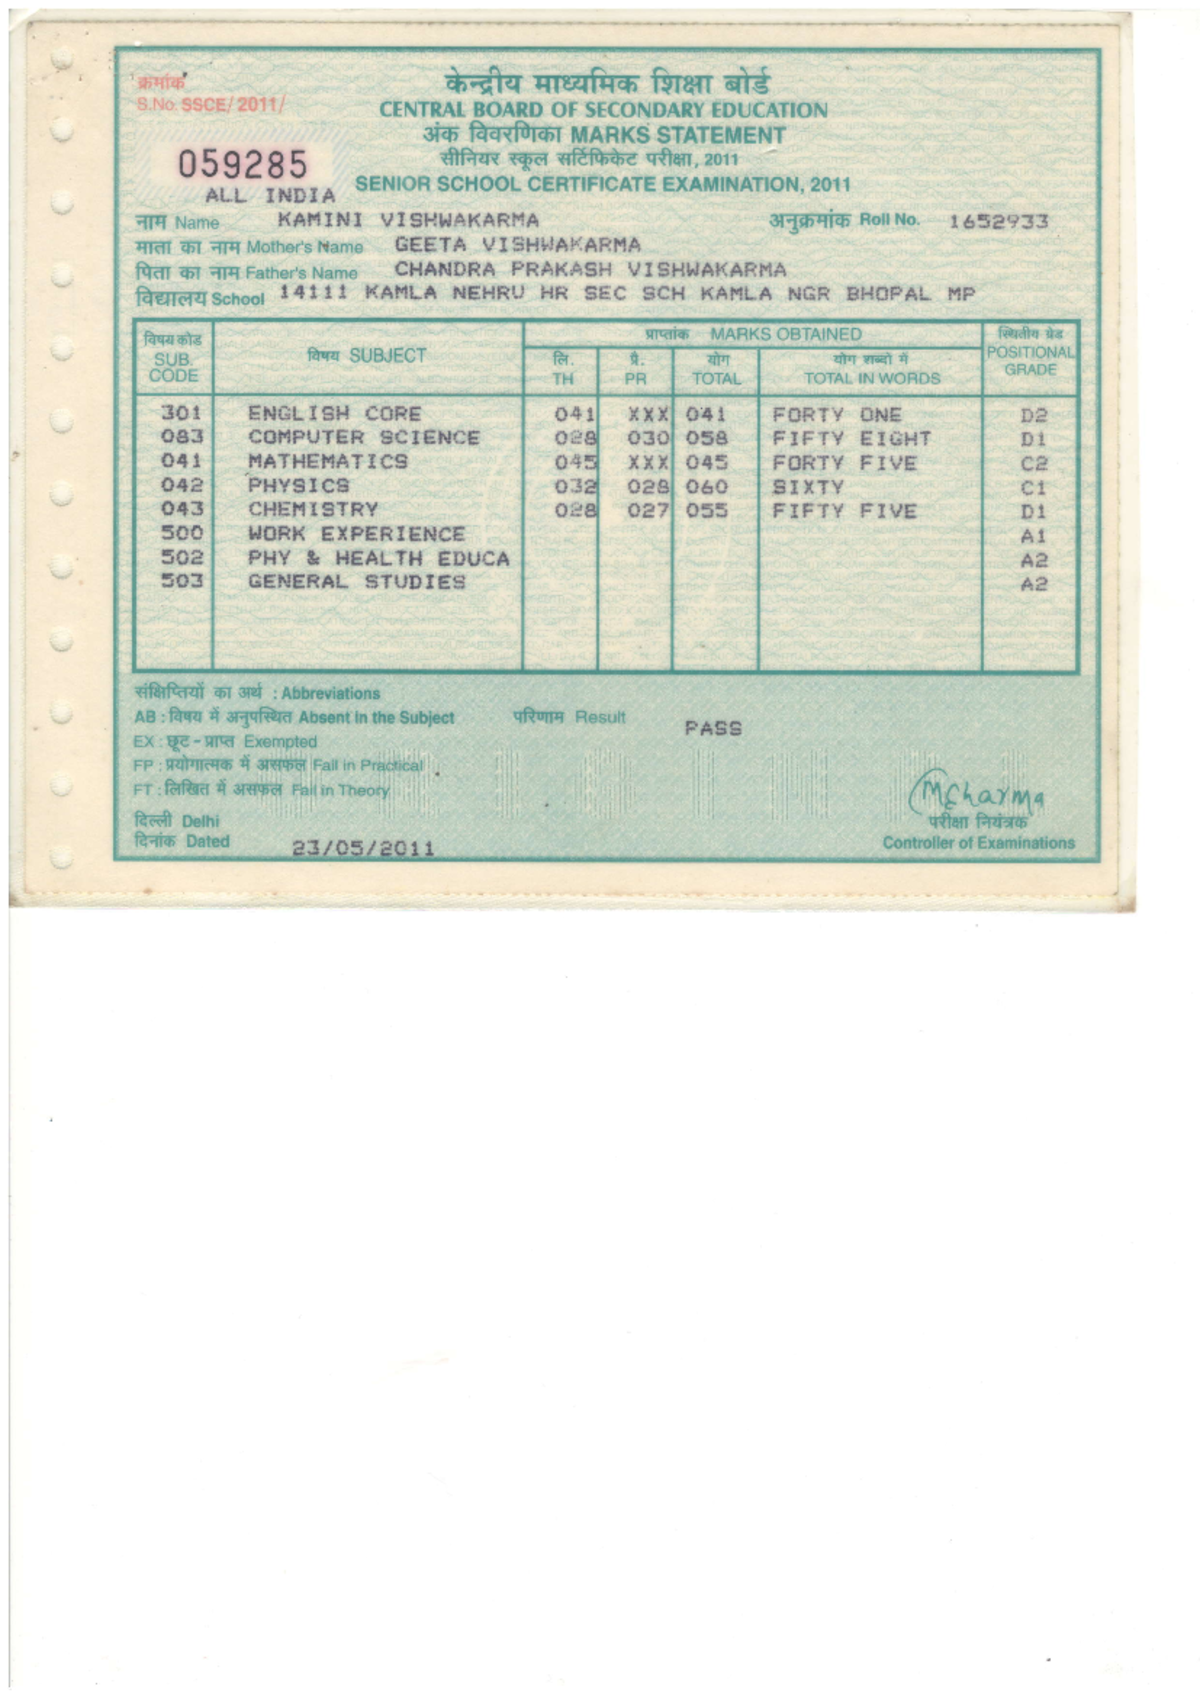 क्रमांक
S.No. SSCE/ 2011/
059285
ALL INDIA
केन्द्रीय माध्यमिक शिक्षा बोर्ड
CENTRAL BOARD OF SECONDARY EDUCATION
अंक विवरणिका MARKS STATEMENT
सीनियर स्कूल सर्टिफिकेट परीक्षा, 2011
SENIOR SCHOOL CERTIFICATE EXAMINATION, 2011
नाम Name KAMINI VISHWAKARMA अनुक्रमांक Roll No. 1652933
माता का नाम Mother's Name GEETA VISHWAKARMA
पिता का नाम Father's Name CHANDRA PRAKASH VISHWAKARMA
विद्यालय School 14111 KAMLA NEHRU HR SEC SCH KAMLA NGR BHOPAL MP
विषय कोड SUB. CODE विषय SUBJECT प्राप्तांक MARKS OBTAINED स्थितीय ग्रेड POSITIONAL GRADE
लि. TH प्रै. PR योग TOTAL योग शब्दो में TOTAL IN WORDS
301 ENGLISH CORE 041 XXX 041 FORTY ONE D2
083 COMPUTER SCIENCE 028 030 058 FIFTY EIGHT D1
041 MATHEMATICS 045 XXX 045 FORTY FIVE C2
042 PHYSICS 032 028 060 SIXTY C1
043 CHEMISTRY 028 027 055 FIFTY FIVE D1
500 WORK EXPERIENCE A1
502 PHY & HEALTH EDUCA A2
503 GENERAL STUDIES A2
संक्षिप्तियों का अर्थ : Abbreviations
AB : विषय में अनुपस्थित Absent in the Subject परिणाम Result PASS
EX : छूट - प्राप्त Exempted
FP : प्रयोगात्मक में असफल Fail in Practical
FT : लिखित में असफल Fail in Theory
दिल्ली Delhi
दिनांक Dated 23/05/2011
परीक्षा नियंत्रक
Controller of Examinations